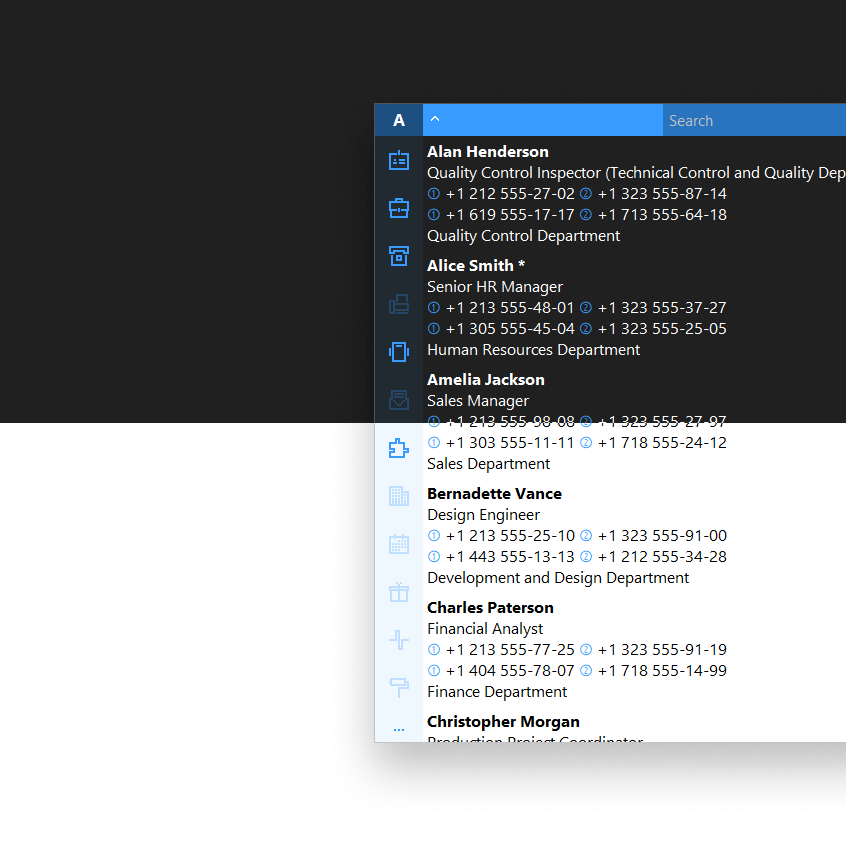 A
Search
Alan Henderson
Quality Control Inspector (Technical Control and Quality Dep
① +1 212 555-27-02 ② +1 323 555-87-14
① +1 619 555-17-17 ② +1 713 555-64-18
Quality Control Department
Alice Smith *
Senior HR Manager
① +1 213 555-48-01 ② +1 323 555-37-27
① +1 305 555-45-04 ② +1 323 555-25-05
Human Resources Department
Amelia Jackson
Sales Manager
① +1 213 555-98-08 ② +1 323 555-27-97
① +1 303 555-11-11 ② +1 718 555-24-12
Sales Department
Bernadette Vance
Design Engineer
① +1 213 555-25-10 ② +1 323 555-91-00
① +1 443 555-13-13 ② +1 212 555-34-28
Development and Design Department
Charles Paterson
Financial Analyst
① +1 213 555-77-25 ② +1 323 555-91-19
① +1 404 555-78-07 ② +1 718 555-14-99
Finance Department
Christopher Morgan
Production Project Coordinator
...